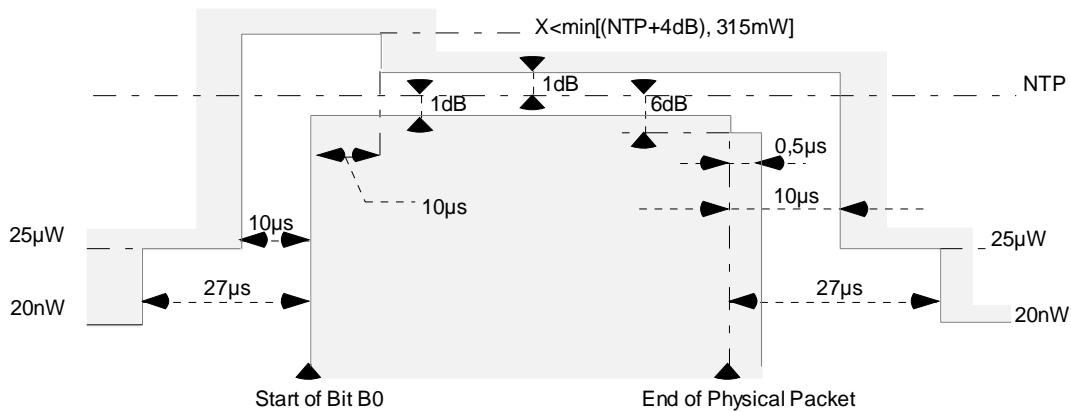 X<min[(NTP+4dB), 315mW]
NTP
1dB
1dB
6dB
0,5µs
10µs
10µs
10µs
25µW
25µW
27µs
27µs
20nW
20nW
Start of Bit B0
End of Physical Packet